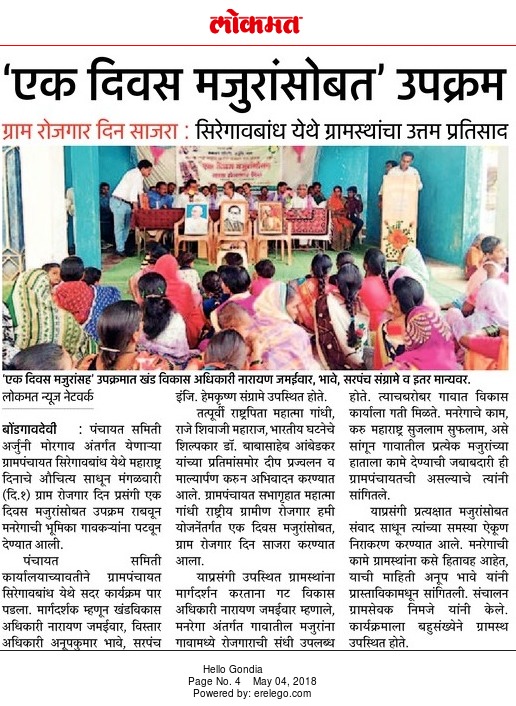 लोकमत
‘एक दिवस मजुरांसोबत’ उपक्रम
ग्राम रोजगार दिन साजरा : सिरेगावबांध येथे ग्रामस्थांचा उत्तम प्रतिसाद
'एक दिवस मजुरांसह' उपक्रमात खंड विकास अधिकारी नारायण जमईवार, भावे, सरपंच संग्रामे व इतर मान्यवर.
लोकमत न्यूज नेटवर्क
बोंडगावदेवी : पंचायत समिती
अर्जुनी मोरगाव अंतर्गत येणाऱ्या
ग्रामपंचायत सिरेगावबांध येथे महाराष्ट्र
दिनाचे औचित्य साधून मंगळवारी
(दि.१) ग्राम रोजगार दिन प्रसंगी एक
दिवस मजुरांसोबत उपक्रम राबवून
मनरेगाची भूमिका गावकऱ्यांना पटवून
देण्यात आली.
पंचायत समिती
कार्यालयाच्यावतीने ग्रामपंचायत
सिरेगावबांध येथे सदर कार्यक्रम पार
पडला. मार्गदर्शक म्हणून खंडविकास
अधिकारी नारायण जमईवार, विस्तार
अधिकारी अनूपकुमार भावे, सरपंच
इंजि. हेमकृष्ण संग्रामे उपस्थित होते.
तत्पूर्वी राष्ट्रपिता महात्मा गांधी,
राजे शिवाजी महाराज, भारतीय घटनेचे
शिल्पकार डॉ. बाबासाहेब आंबेडकर
यांच्या प्रतिमांसमोर दीप प्रज्वलन व
माल्यार्पण करुन अभिवादन करण्यात
आले. ग्रामपंचायत सभागृहात महात्मा
गांधी राष्ट्रीय ग्रामीण रोजगार हमी
योजनेंतर्गत एक दिवस मजुरांसोबत,
ग्राम रोजगार दिन साजरा करण्यात
आला.
याप्रसंगी उपस्थित ग्रामस्थांना
मार्गदर्शन करताना गट विकास
अधिकारी नारायण जमईवार म्हणाले,
मनरेगा अंतर्गत गावातील मजुरांना
गावामध्ये रोजगाराची संधी उपलब्ध
होते. त्याचबरोबर गावात विकास
कार्याला गती मिळते. मनरेगाचे काम,
करु महाराष्ट्र सुजलाम सुफलाम, असे
सांगून गावातील प्रत्येक मजुरांच्या
हाताला कामे देण्याची जबाबदारी ही
ग्रामपंचायतची असल्याचे त्यांनी
सांगितले.
याप्रसंगी प्रत्यक्षात मजुरांसोबत
संवाद साधून त्यांच्या समस्या ऐकूण
निराकरण करण्यात आले. मनरेगाची
कामे ग्रामस्थांना कसे हितावह आहेत,
याची माहिती अनूप भावे यांनी
प्रास्ताविकामधून सांगितली. संचालन
ग्रामसेवक निमजे यांनी केले.
कार्यक्रमाला बहुसंख्येने ग्रामस्थ
उपस्थित होते.
Hello Gondia
Page No. 4 May 04, 2018
Powered by: erelego.com